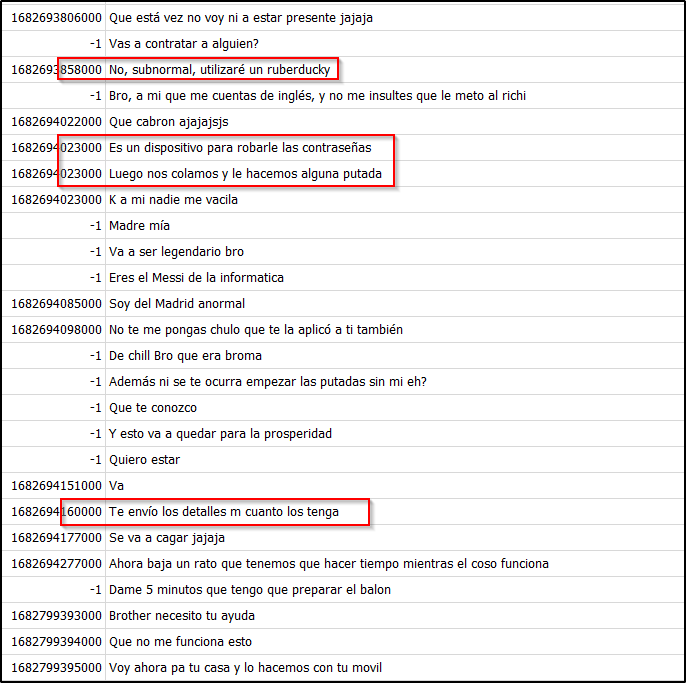 1682693806000 Que está vez no voy ni a estar presente jajaja
-1 Vas a contratar a alguien?
1682693858000 No, subnormal, utilizaré un ruberducky
-1 Bro, a mi que me cuentas de inglés, y no me insultes que le meto al richi
1682694022000 Que cabron ajajajsjs
1682694023000 Es un dispositivo para robarle las contraseñas
1682694023000 Luego nos colamos y le hacemos alguna putada
1682694023000 K a mi nadie me vacila
-1 Madre mía
-1 Va a ser legendario bro
-1 Eres el Messi de la informatica
1682694085000 Soy del Madrid anormal
1682694098000 No te me pongas chulo que te la aplicó a ti también
-1 De chill Bro que era broma
-1 Además ni se te ocurra empezar las putadas sin mi eh?
-1 Que te conozco
-1 Y esto va a quedar para la prosperidad
-1 Quiero estar
1682694151000 Va
1682694160000 Te envío los detalles m cuanto los tenga
1682694177000 Se va a cagar jajaja
1682694277000 Ahora baja un rato que tenemos que hacer tiempo mientras el coso funciona
-1 Dame 5 minutos que tengo que preparar el balon
1682799393000 Brother necesito tu ayuda
1682799394000 Que no me funciona esto
1682799395000 Voy ahora pa tu casa y lo hacemos con tu movil